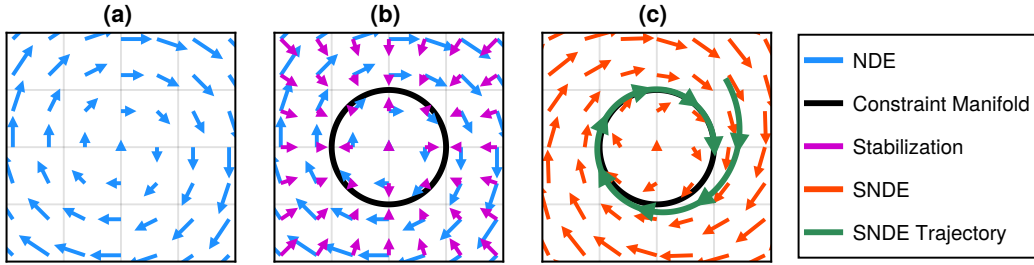 (a)
(b)
(c)
NDE
Constraint Manifold
Stabilization
SNDE
SNDE Trajectory